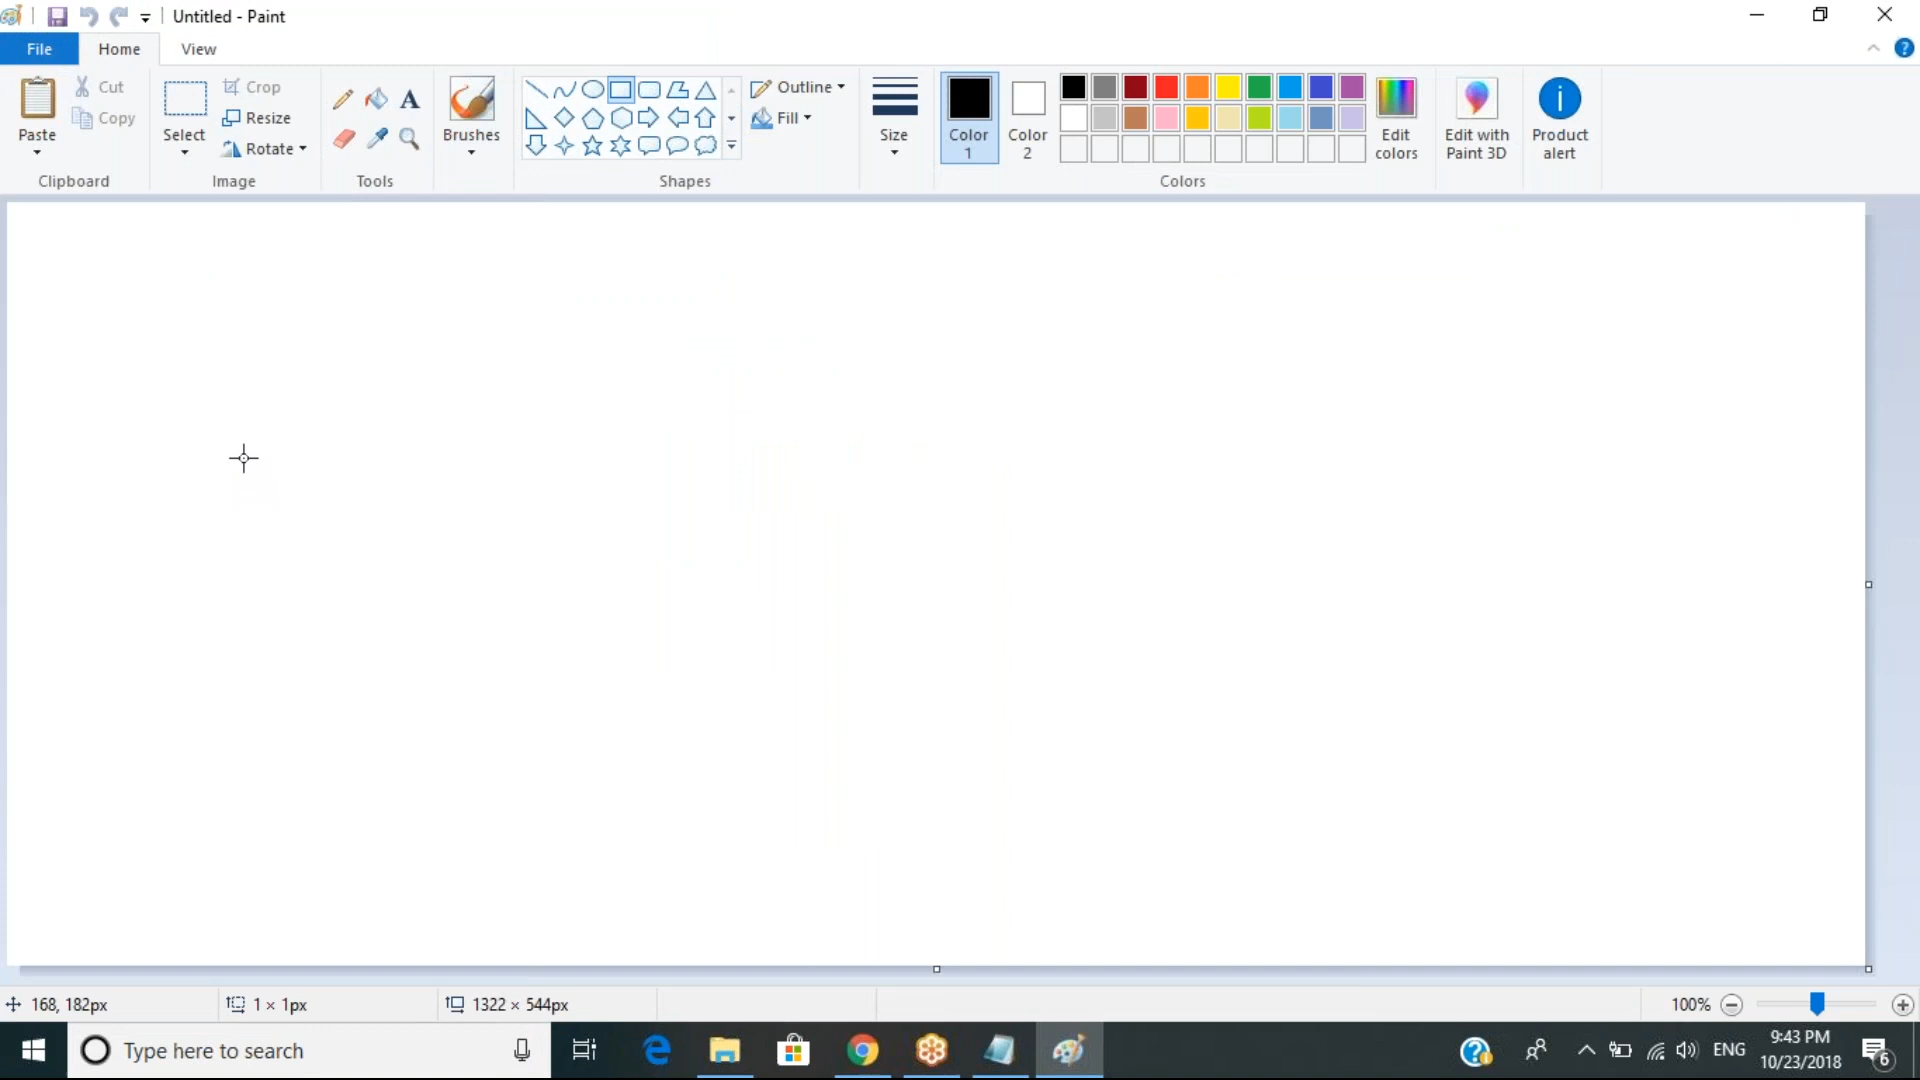 Untitled - Paint
File Home View
Paste Cut Copy Clipboard
Select Crop Resize Rotate Image
Tools
Brushes
Shapes Outline Fill
Size
Color 1 Color 2 Edit colors Colors
Edit with Paint 3D
Product alert
168, 182px 1 × 1px 1322 × 544px 100%
Type here to search ENG 9:43 PM 10/23/2018 6